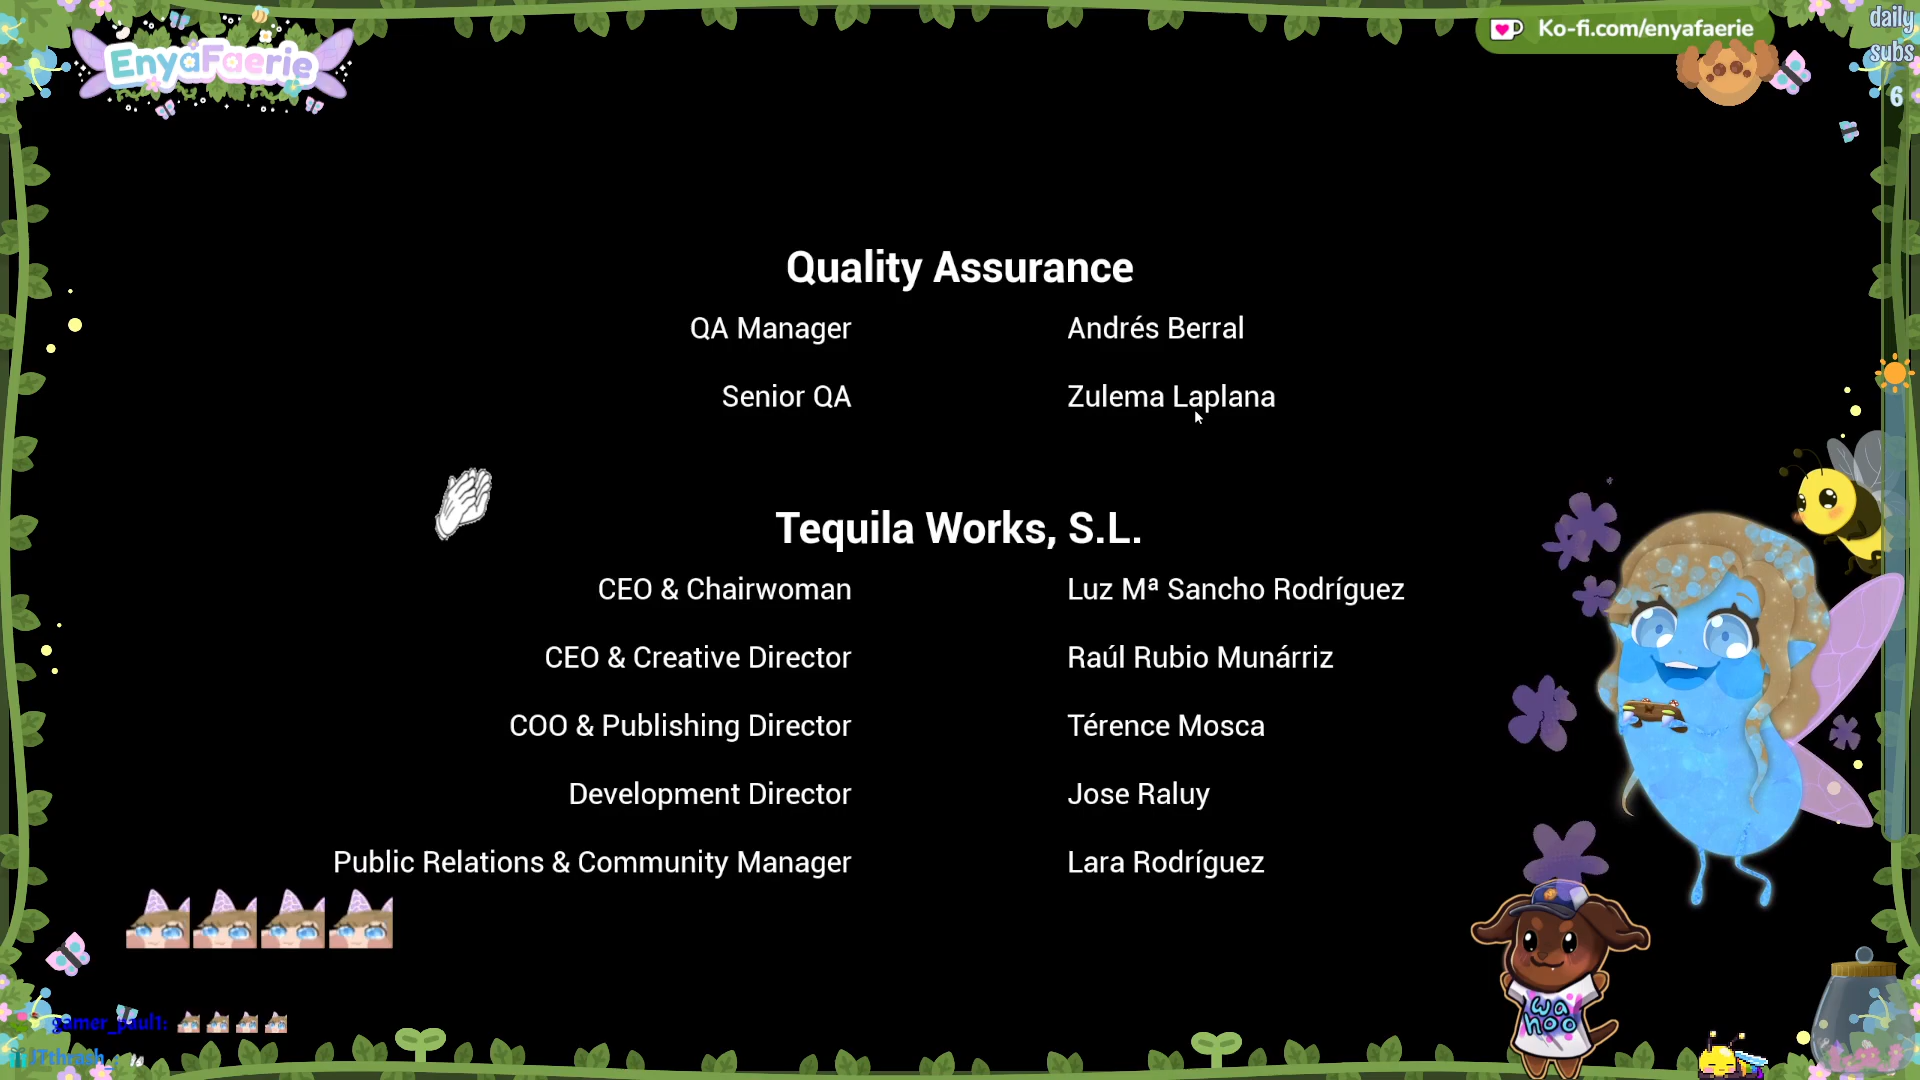 EnyaFaerie
Ko-fi.com/enyafaerie
daily
subs
6
Quality Assurance
QA Manager Andrés Berral
Senior QA Zulema Laplana
Tequila Works, S.L.
CEO & Chairwoman Luz Mª Sancho Rodríguez
CEO & Creative Director Raúl Rubio Munárriz
COO & Publishing Director Térence Mosca
Development Director Jose Raluy
Public Relations & Community Manager Lara Rodríguez
wa
hoo
gamer_paul1:
JTthrash_: